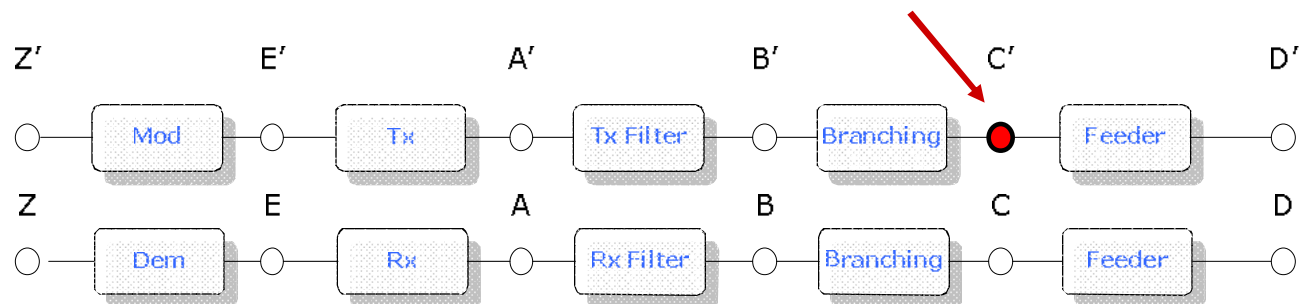 Z' E' A' B' C' D'
Mod Tx Tx Filter Branching Feeder
Z E A B C D
Dem Rx Rx Filter Branching Feeder